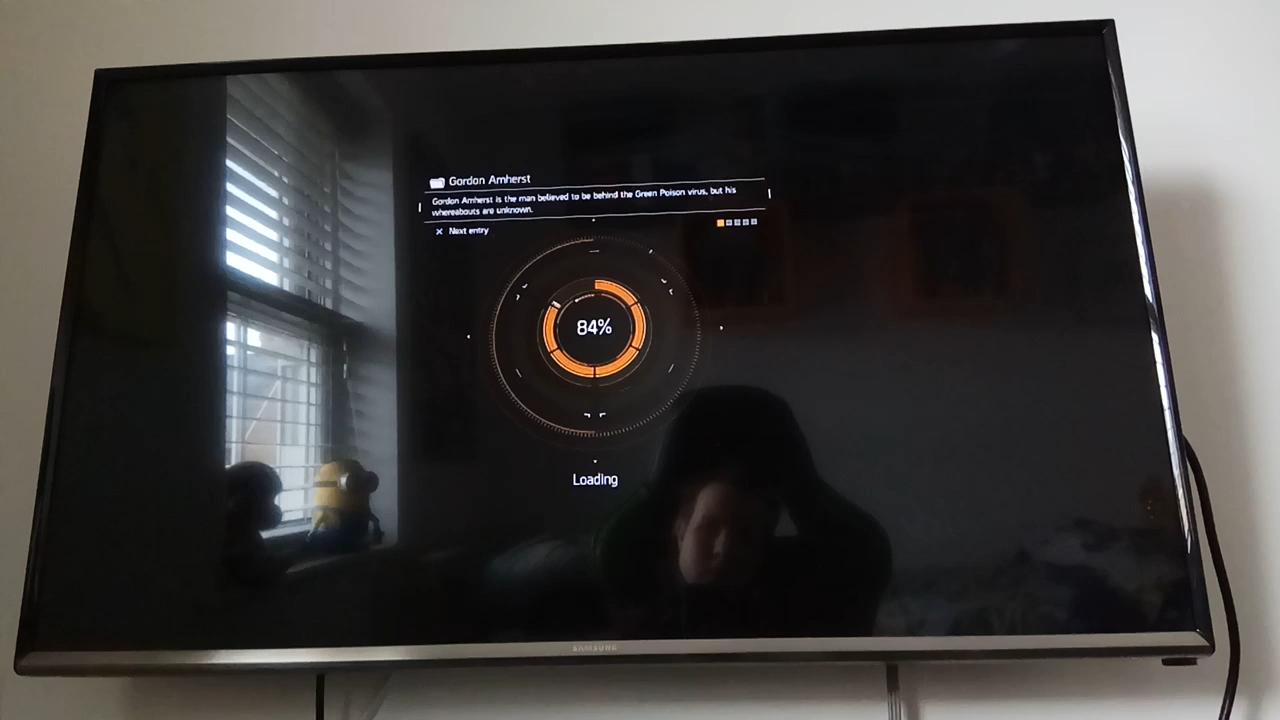 Gordon Amherst
Gordon Amherst is the man believed to be behind the Green Poison virus, but his
whereabouts are unknown.
Next entry
84%
Loading
SAMSUNG